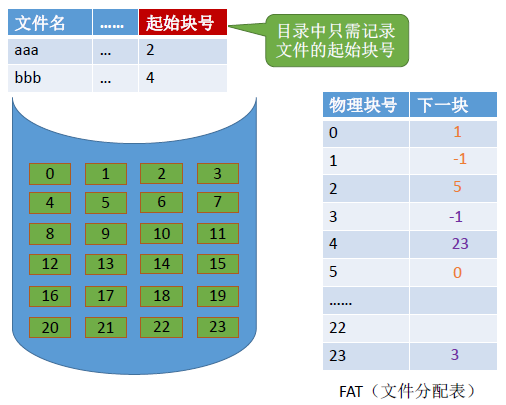 文件名 …… 起始块号
aaa … 2
bbb … 4
目录中只需记录
文件的起始块号
0 1 2 3
4 5 6 7
8 9 10 11
12 13 14 15
16 17 18 19
20 21 22 23
物理块号 下一块
0 1
1 -1
2 5
3 -1
4 23
5 0
……
22
23 3
FAT（文件分配表）